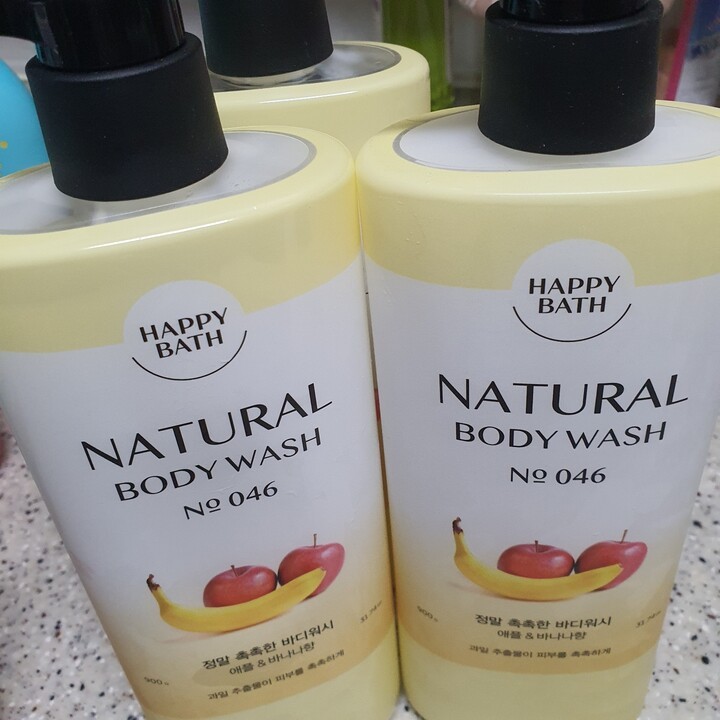 HAPPY
BATH
NATURAL
BODY WASH
No 046
정말 촉촉한 바디워시
애플 & 바나나향
과일 추출물이 피부를 촉촉하게
900
HAPPY
BATH
NATURAL
BODY WASH
No 046
정말 촉촉한 바디워시
애플 & 바나나향
과일 추출물이 피부를 촉촉하게
900